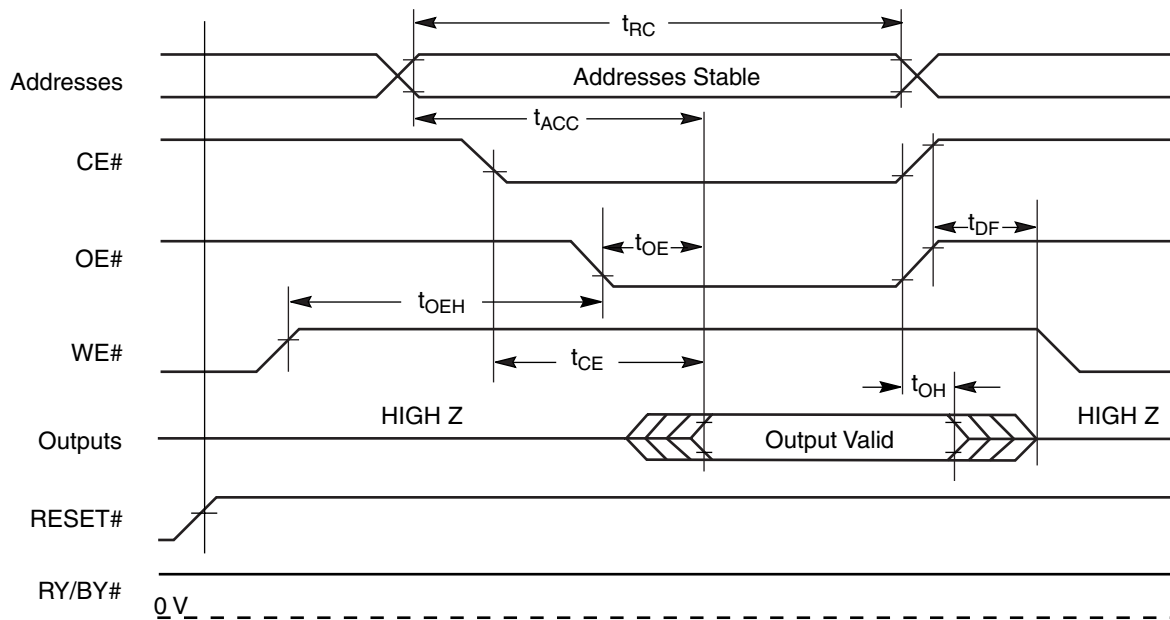 tRC
Addresses
Addresses Stable
tACC
CE#
tDF
OE#
tOE
tOEH
WE#
tCE
tOH
HIGH Z
HIGH Z
Outputs
Output Valid
RESET#
RY/BY#
0 V